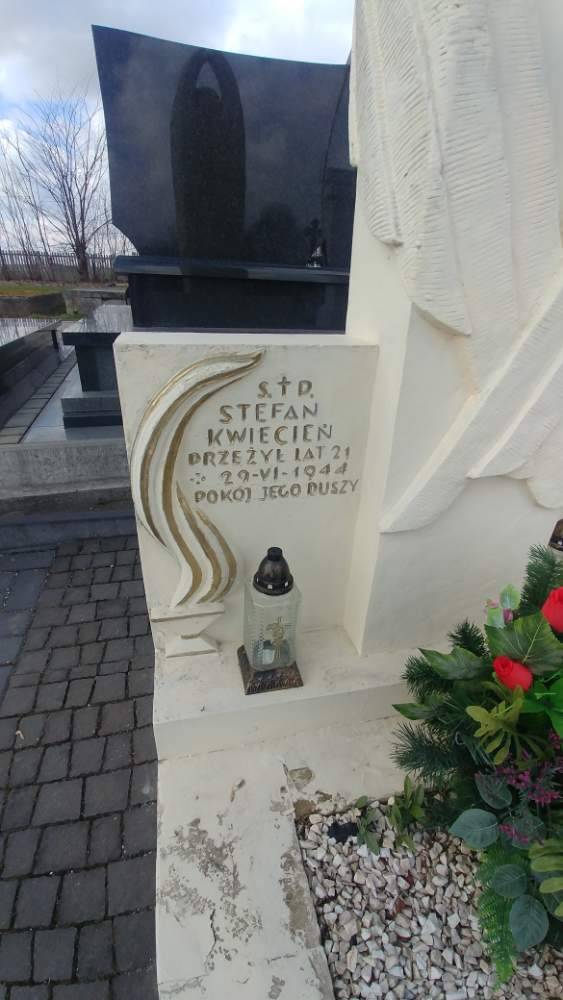 Ś.†P.
STEFAN
KWIECIEŃ
PRZEŻYŁ LAT 21
29-VI-1944
POKÓJ JEGO DUSZY